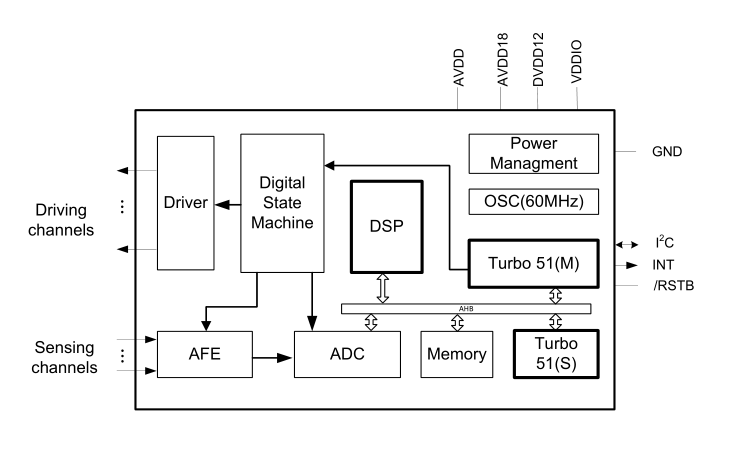 AVDD
AVDD18
DVDD12
VDDIO
Power
Managment
GND
Driver
Digital
State
Machine
OSC(60MHz)
DSP
Driving
channels
Turbo 51(M)
I²C
INT
/RSTB
AHB
Sensing
channels
AFE
ADC
Memory
Turbo
51(S)